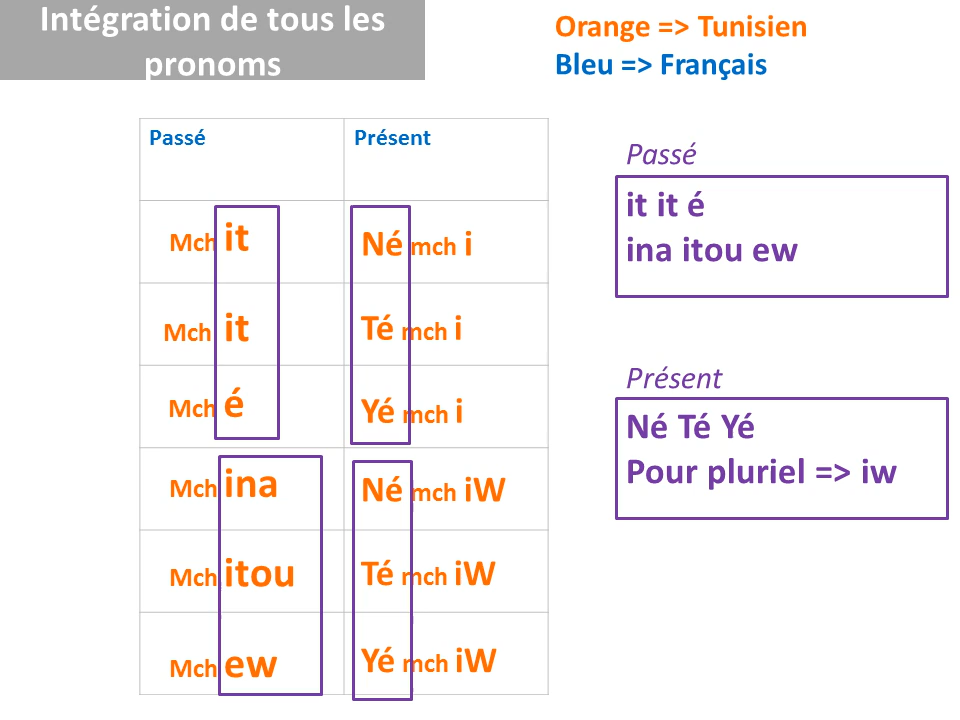 Intégration de tous les
pronoms
Orange => Tunisien
Bleu => Français
Passé Présent
Mch it Né mch i
Mch it Té mch i
Mch é Yé mch i
Mch ina Né mch iW
Mch itou Té mch iW
Mch ew Yé mch iW
Passé
it it é
ina itou ew
Présent
Né Té Yé
Pour pluriel => iw